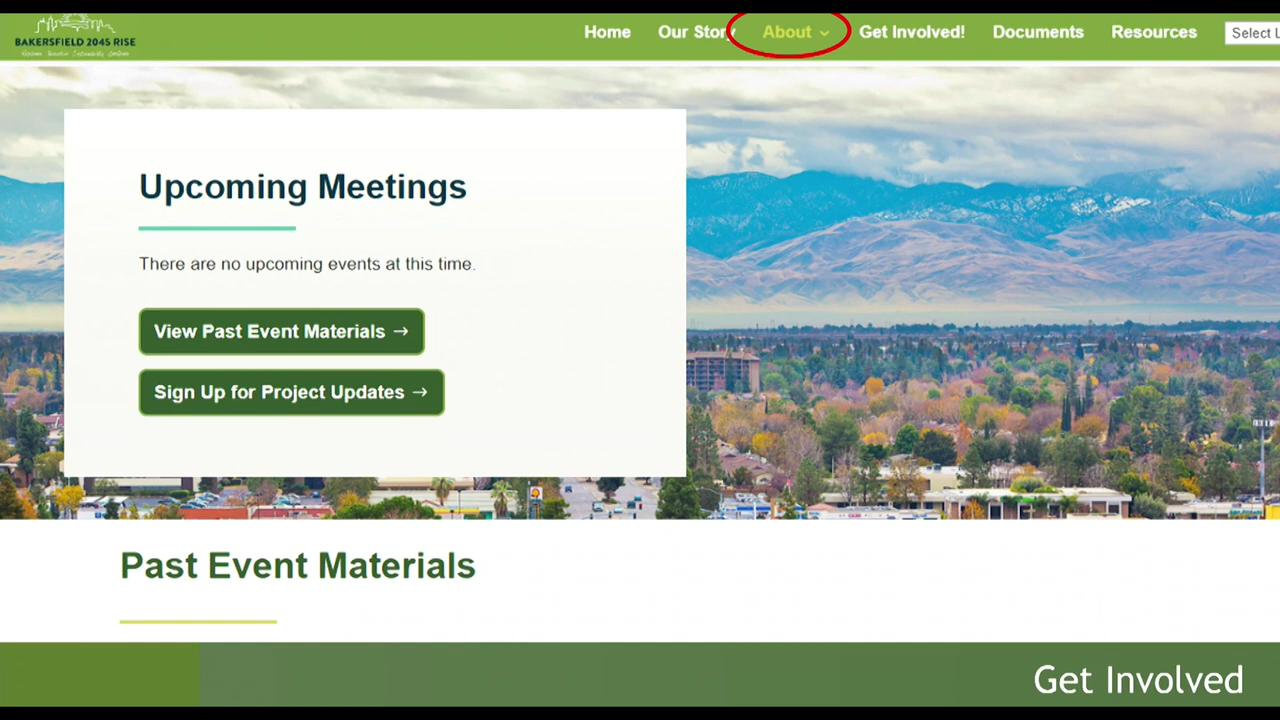 BAKERSFIELD 2045 RISE
Home Our Story About Get Involved! Documents Resources Select
Upcoming Meetings
There are no upcoming events at this time.
View Past Event Materials →
Sign Up for Project Updates →
Past Event Materials
Get Involved